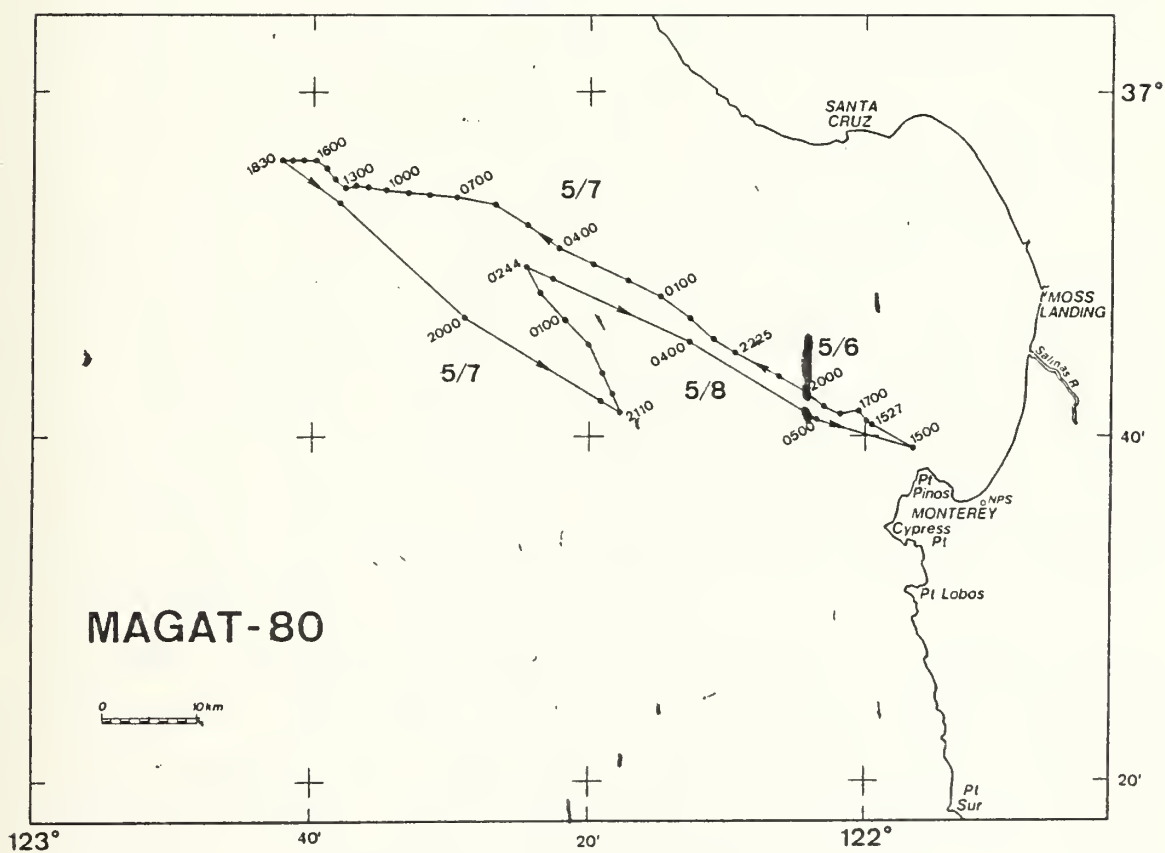 37°
SANTA
CRUZ
1830
1600
1300
1000
0700
5/7
0400
0244
0100
0100
MOSS
LANDING
2000
0400
2225
5/6
Salinas R
5/7
5/8
2000
1700
2110
0500
1527
1500
40'
Pt
Pinos
NPS
MONTEREY
Cypress
Pt
Pt Lobos
MAGAT-80
0 10km
20'
Pt
Sur
123°
40'
20'
122°